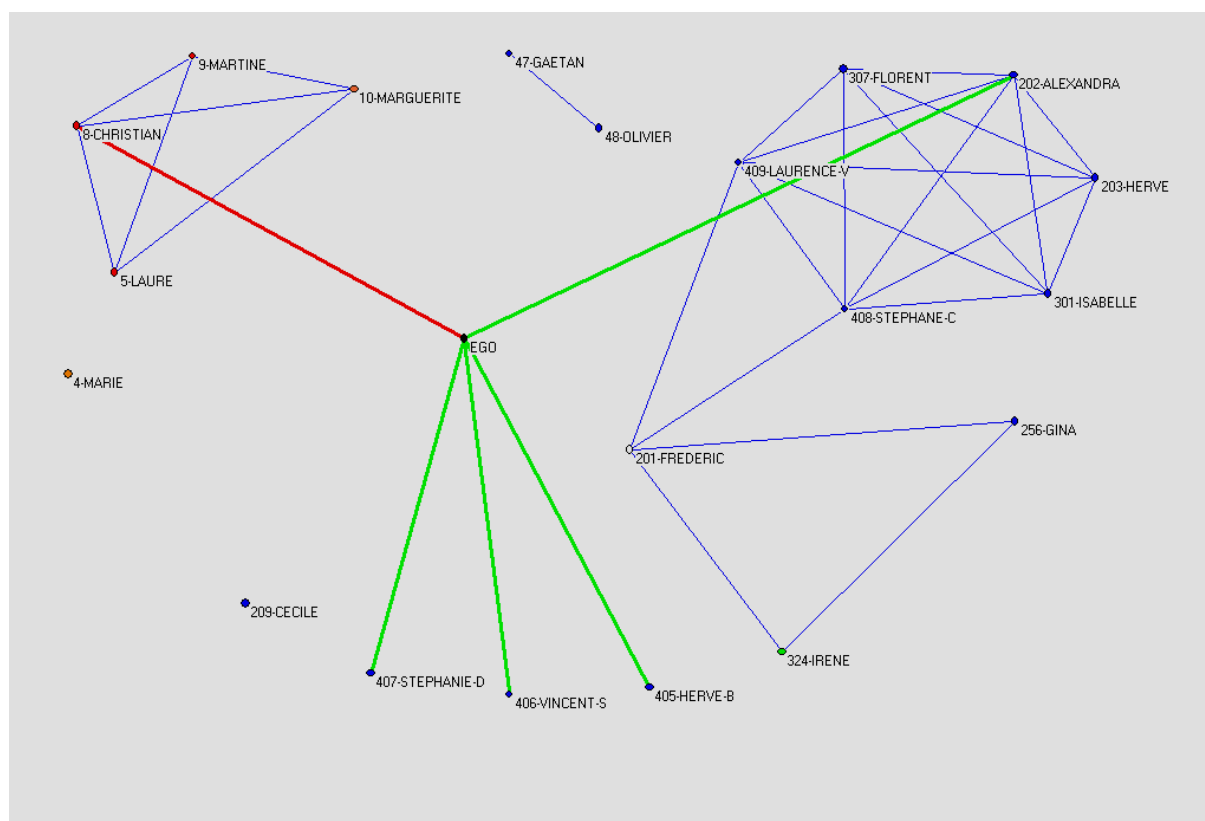 47-GAETAN
9-MARTINE
307-FLORENT
202-ALEXANDRA
10-MARGUERITE
8-CHRISTIAN
48-OLIVIER
409-LAURENCE-V
203-HERVE
5-LAURE
301-ISABELLE
408-STEPHANE-C
EGO
4-MARIE
256-GINA
201-FREDERIC
209-CECILE
324-IRENE
407-STEPHANIE-D
405-HERVE-B
406-VINCENT-S